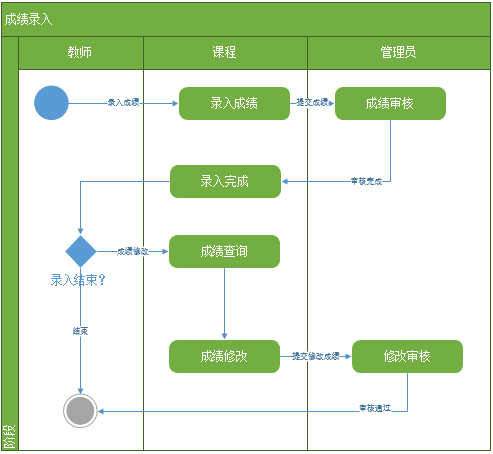 成绩录入
教师
课程
管理员
录入成绩
录入成绩
提交成绩
成绩审核
录入完成
审核完成
成绩修改
成绩查询
录入结束？
结束
成绩修改
提交修改成绩
修改审核
审核通过
阶段